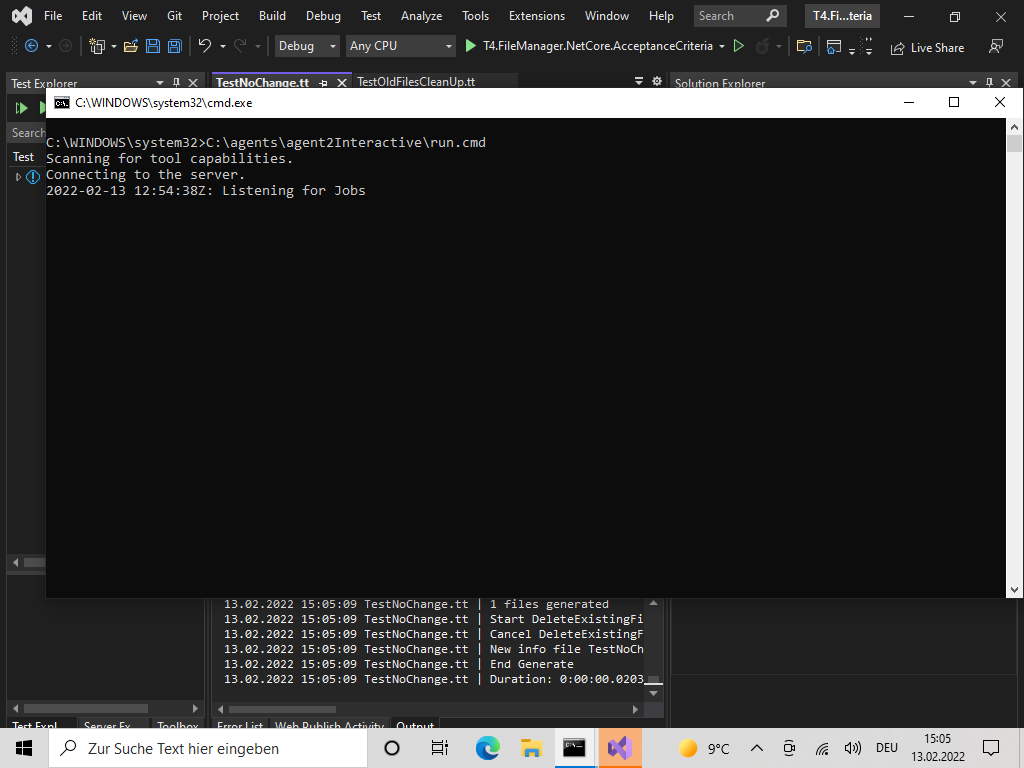 File Edit View Git Project Build Debug Test Analyze Tools Extensions Window Help Search T4.Fi...teria
Debug Any CPU T4.FileManager.NetCore.AcceptanceCriteria Live Share
Test Explorer TestNoChange.tt TestOldFilesCleanUp.tt Solution Explorer
C:\WINDOWS\system32\cmd.exe
Search
Test
C:\WINDOWS\system32>C:\agents\agent2Interactive\run.cmd
Scanning for tool capabilities.
Connecting to the server.
2022-02-13 12:54:38Z: Listening for Jobs
13.02.2022 15:05:09 TestNoChange.tt | 1 files generated
13.02.2022 15:05:09 TestNoChange.tt | Start DeleteExistingFi
13.02.2022 15:05:09 TestNoChange.tt | Cancel DeleteExistingF
13.02.2022 15:05:09 TestNoChange.tt | New info file TestNoCh
13.02.2022 15:05:09 TestNoChange.tt | End Generate
13.02.2022 15:05:09 TestNoChange.tt | Duration: 0:00:00.0203
Test Expl... Server Ex... Toolbox Error List Web Publish Activity Output
Zur Suche Text hier eingeben 9°C DEU 15:05
13.02.2022